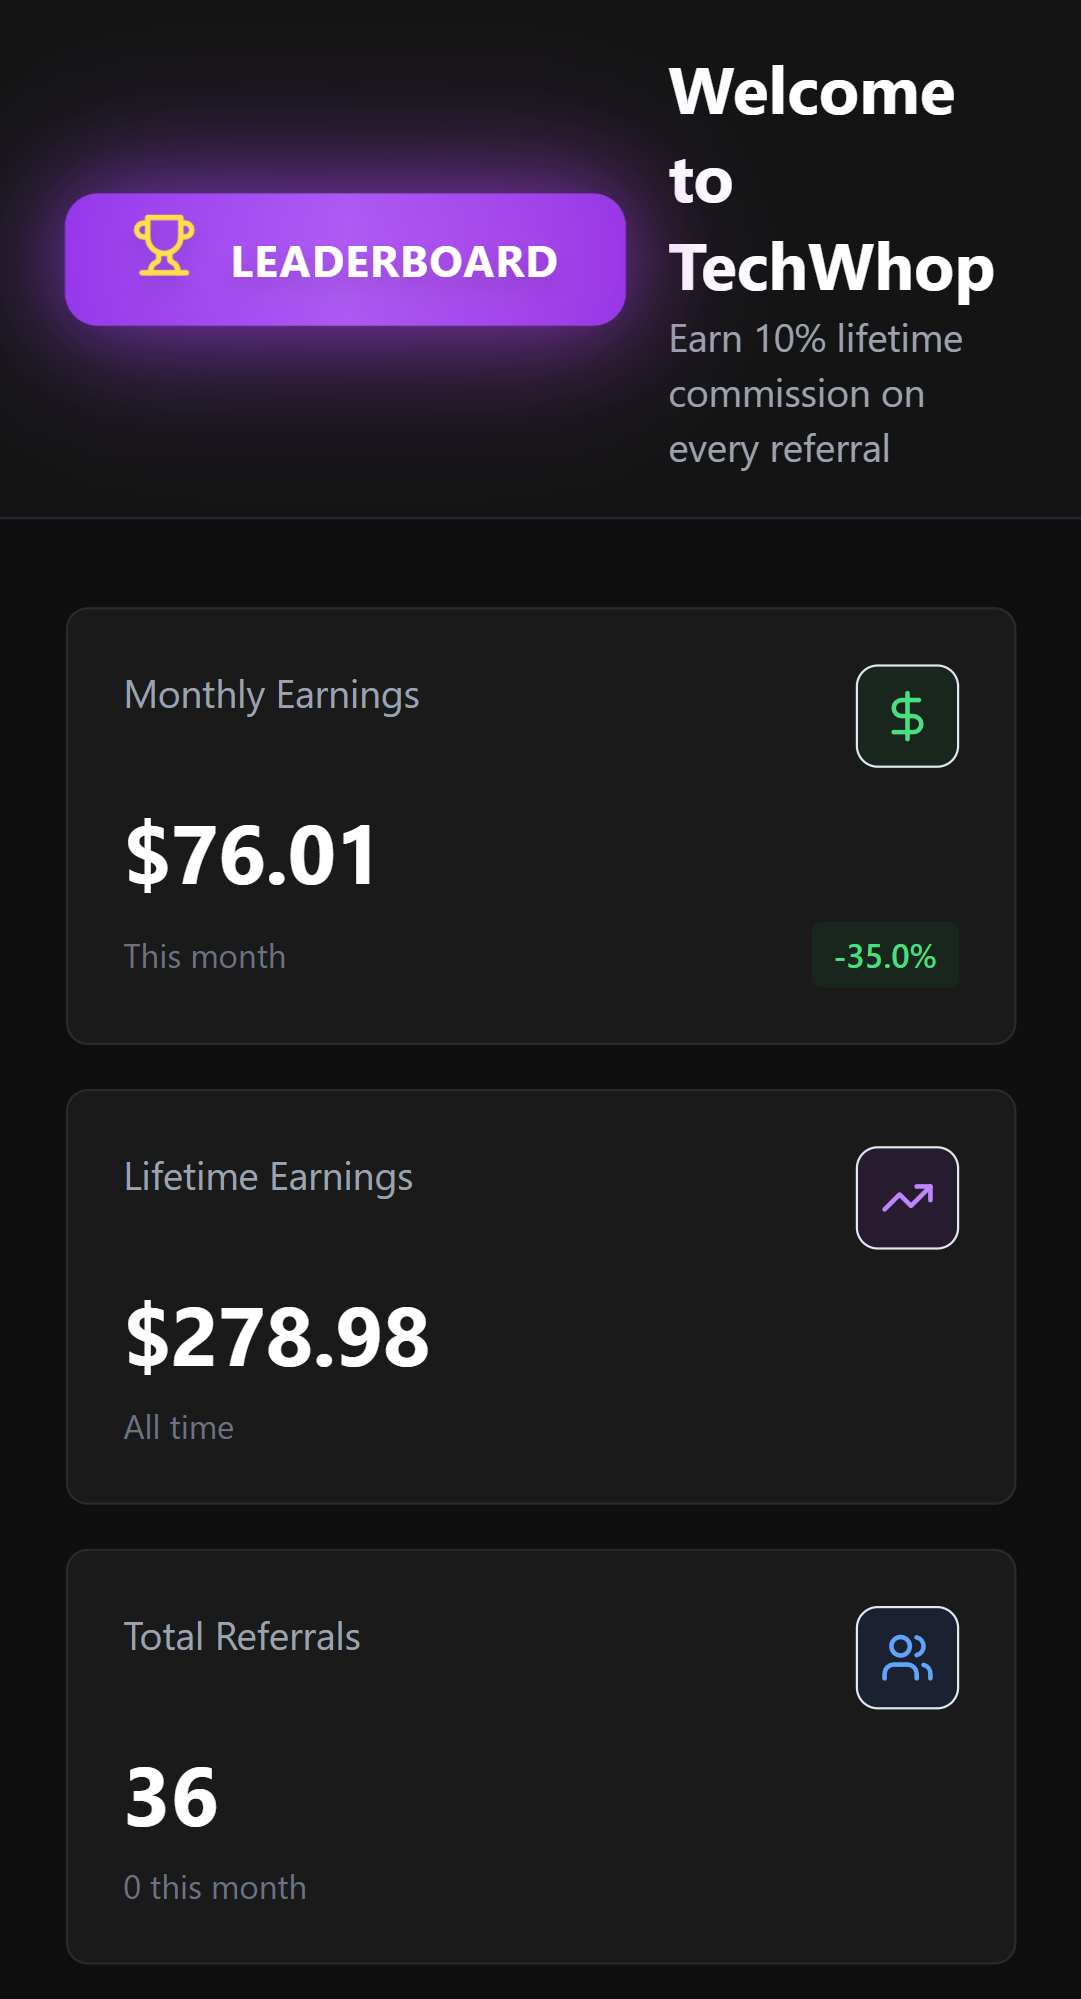 LEADERBOARD
Welcome
to
TechWhop
Earn 10% lifetime
commission on
every referral
Monthly Earnings
$76.01
This month
-35.0%
Lifetime Earnings
$278.98
All time
Total Referrals
36
0 this month